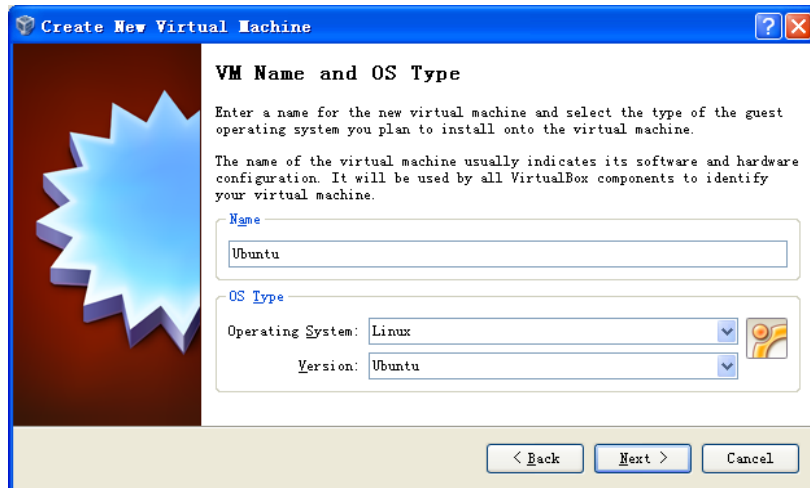 Create New Virtual Machine
VM Name and OS Type
Enter a name for the new virtual machine and select the type of the guest
operating system you plan to install onto the virtual machine.
The name of the virtual machine usually indicates its software and hardware
configuration. It will be used by all VirtualBox components to identify
your virtual machine.
Name
Ubuntu
OS Type
Operating System: Linux
Version: Ubuntu
< Back Next > Cancel